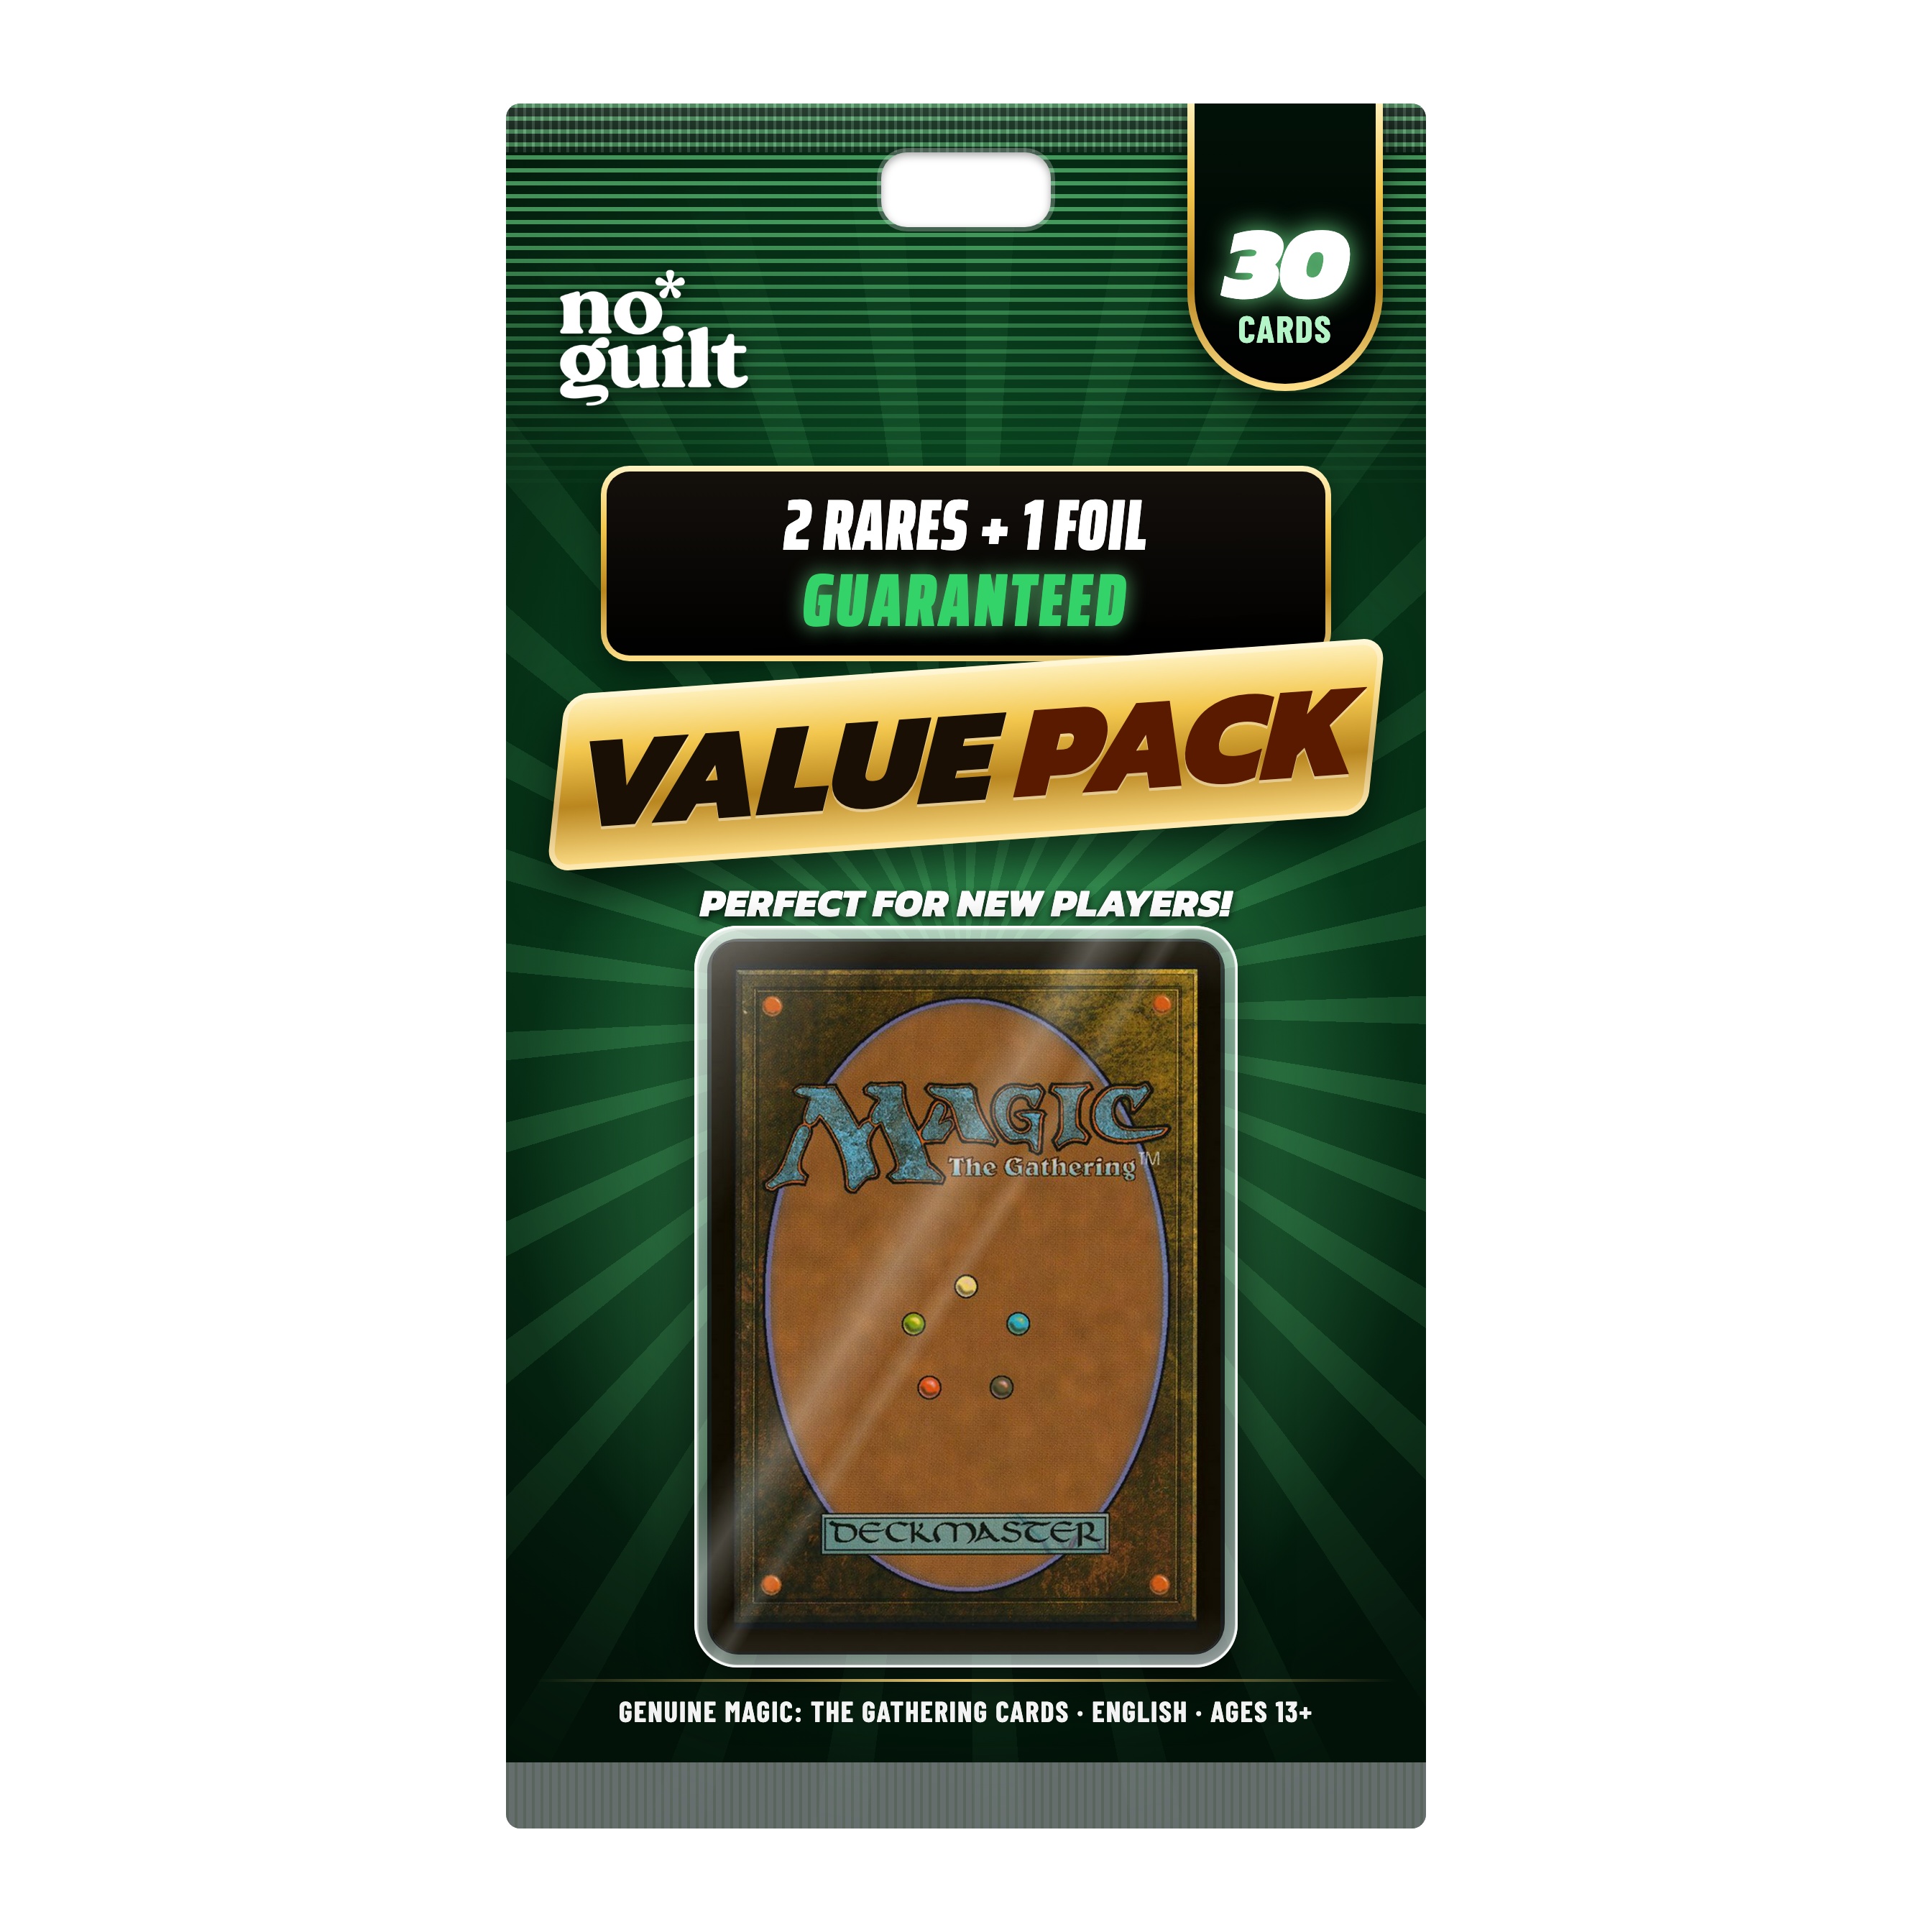 no*
guilt
30
CARDS
2 RARES + 1 FOIL
GUARANTEED
VALUE PACK
PERFECT FOR NEW PLAYERS!
MAGIC
The Gathering™
DECKMASTER
GENUINE MAGIC: THE GATHERING CARDS · ENGLISH · AGES 13+